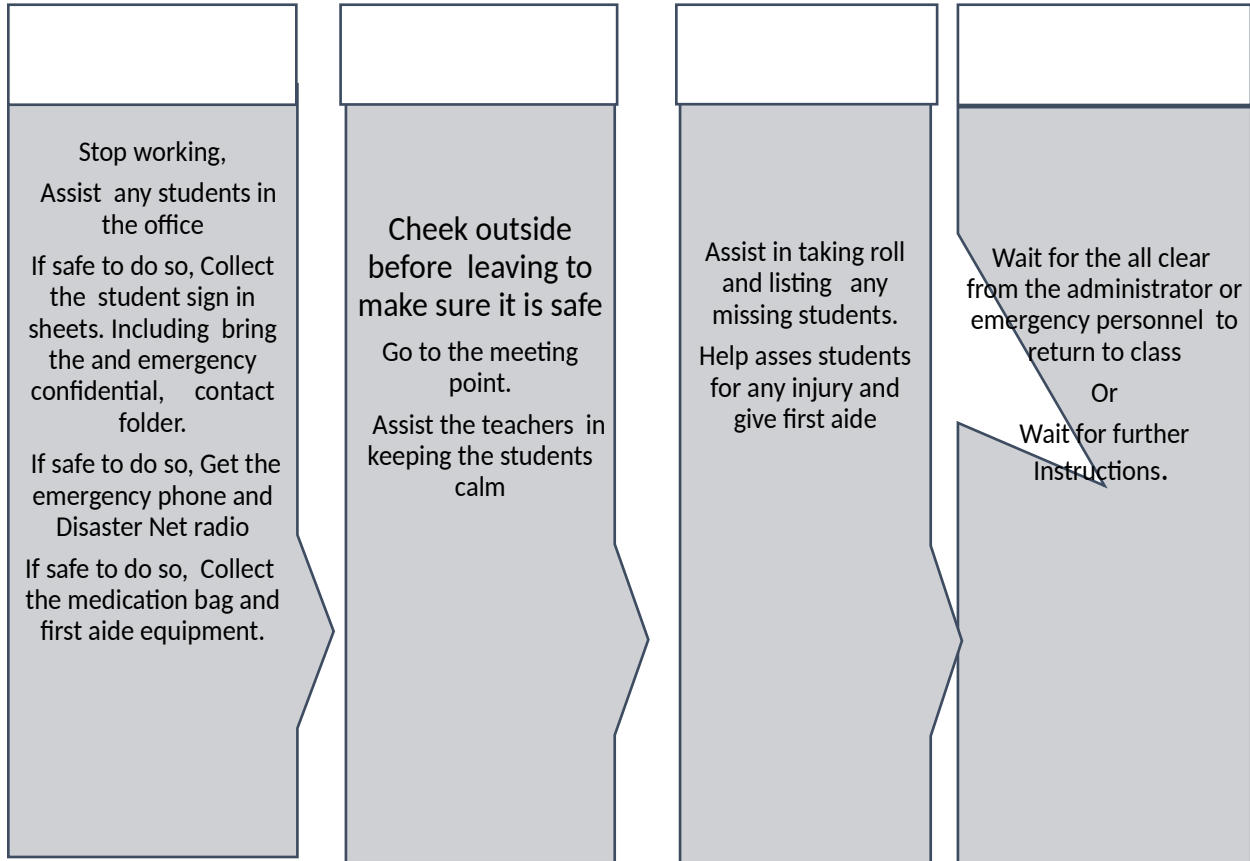 Stop working,
Assist any students in
the office
If safe to do so, Collect
the student sign in
sheets. Including bring
the and emergency
confidential, contact
folder.
If safe to do so, Get the
emergency phone and
Disaster Net radio
If safe to do so, Collect
the medication bag and
first aide equipment.
Cheek outside
before leaving to
make sure it is safe
Go to the meeting
point.
Assist the teachers in
keeping the students
calm
Assist in taking roll
and listing any
missing students.
Help asses students
for any injury and
give first aide
Wait for the all clear
from the administrator or
emergency personnel to
return to class
Or
Wait for further
Instructions.